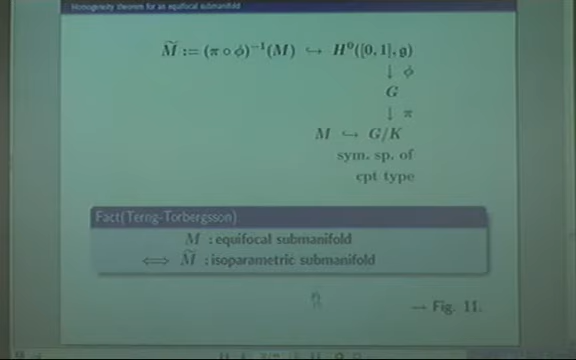 Homogeneity theorem for an equifocal submanifold
M̃ := (π ∘ ϕ)⁻¹(M) ↪ H⁰([0, 1], 𝔤)
↓ ϕ
G
↓ π
M ↪ G/K
sym. sp. of
cpt type
Fact(Terng-Torbergsson)
M : equifocal submanifold
⟺ M̃ : isoparametric submanifold
→ Fig. 11.